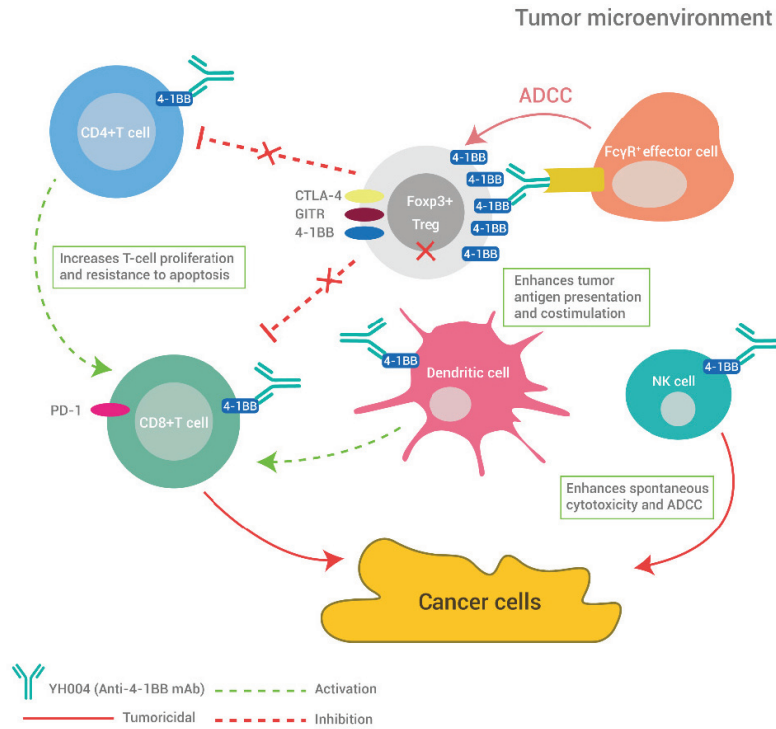 Tumor microenvironment
4-1BB
CD4+T cell
ADCC
FcγR+ effector cell
4-1BB
4-1BB
4-1BB
4-1BB
4-1BB
CTLA-4
GITR
4-1BB
Foxp3+
Treg
Increases T-cell proliferation
and resistance to apoptosis
Enhances tumor
antigen presentation
and costimulation
4-1BB
Dendritic cell
4-1BB
NK cell
PD-1
CD8+T cell
4-1BB
Enhances spontaneous
cytotoxicity and ADCC
Cancer cells
YH004 (Anti-4-1BB mAb)
Activation
Tumoricidal
Inhibition